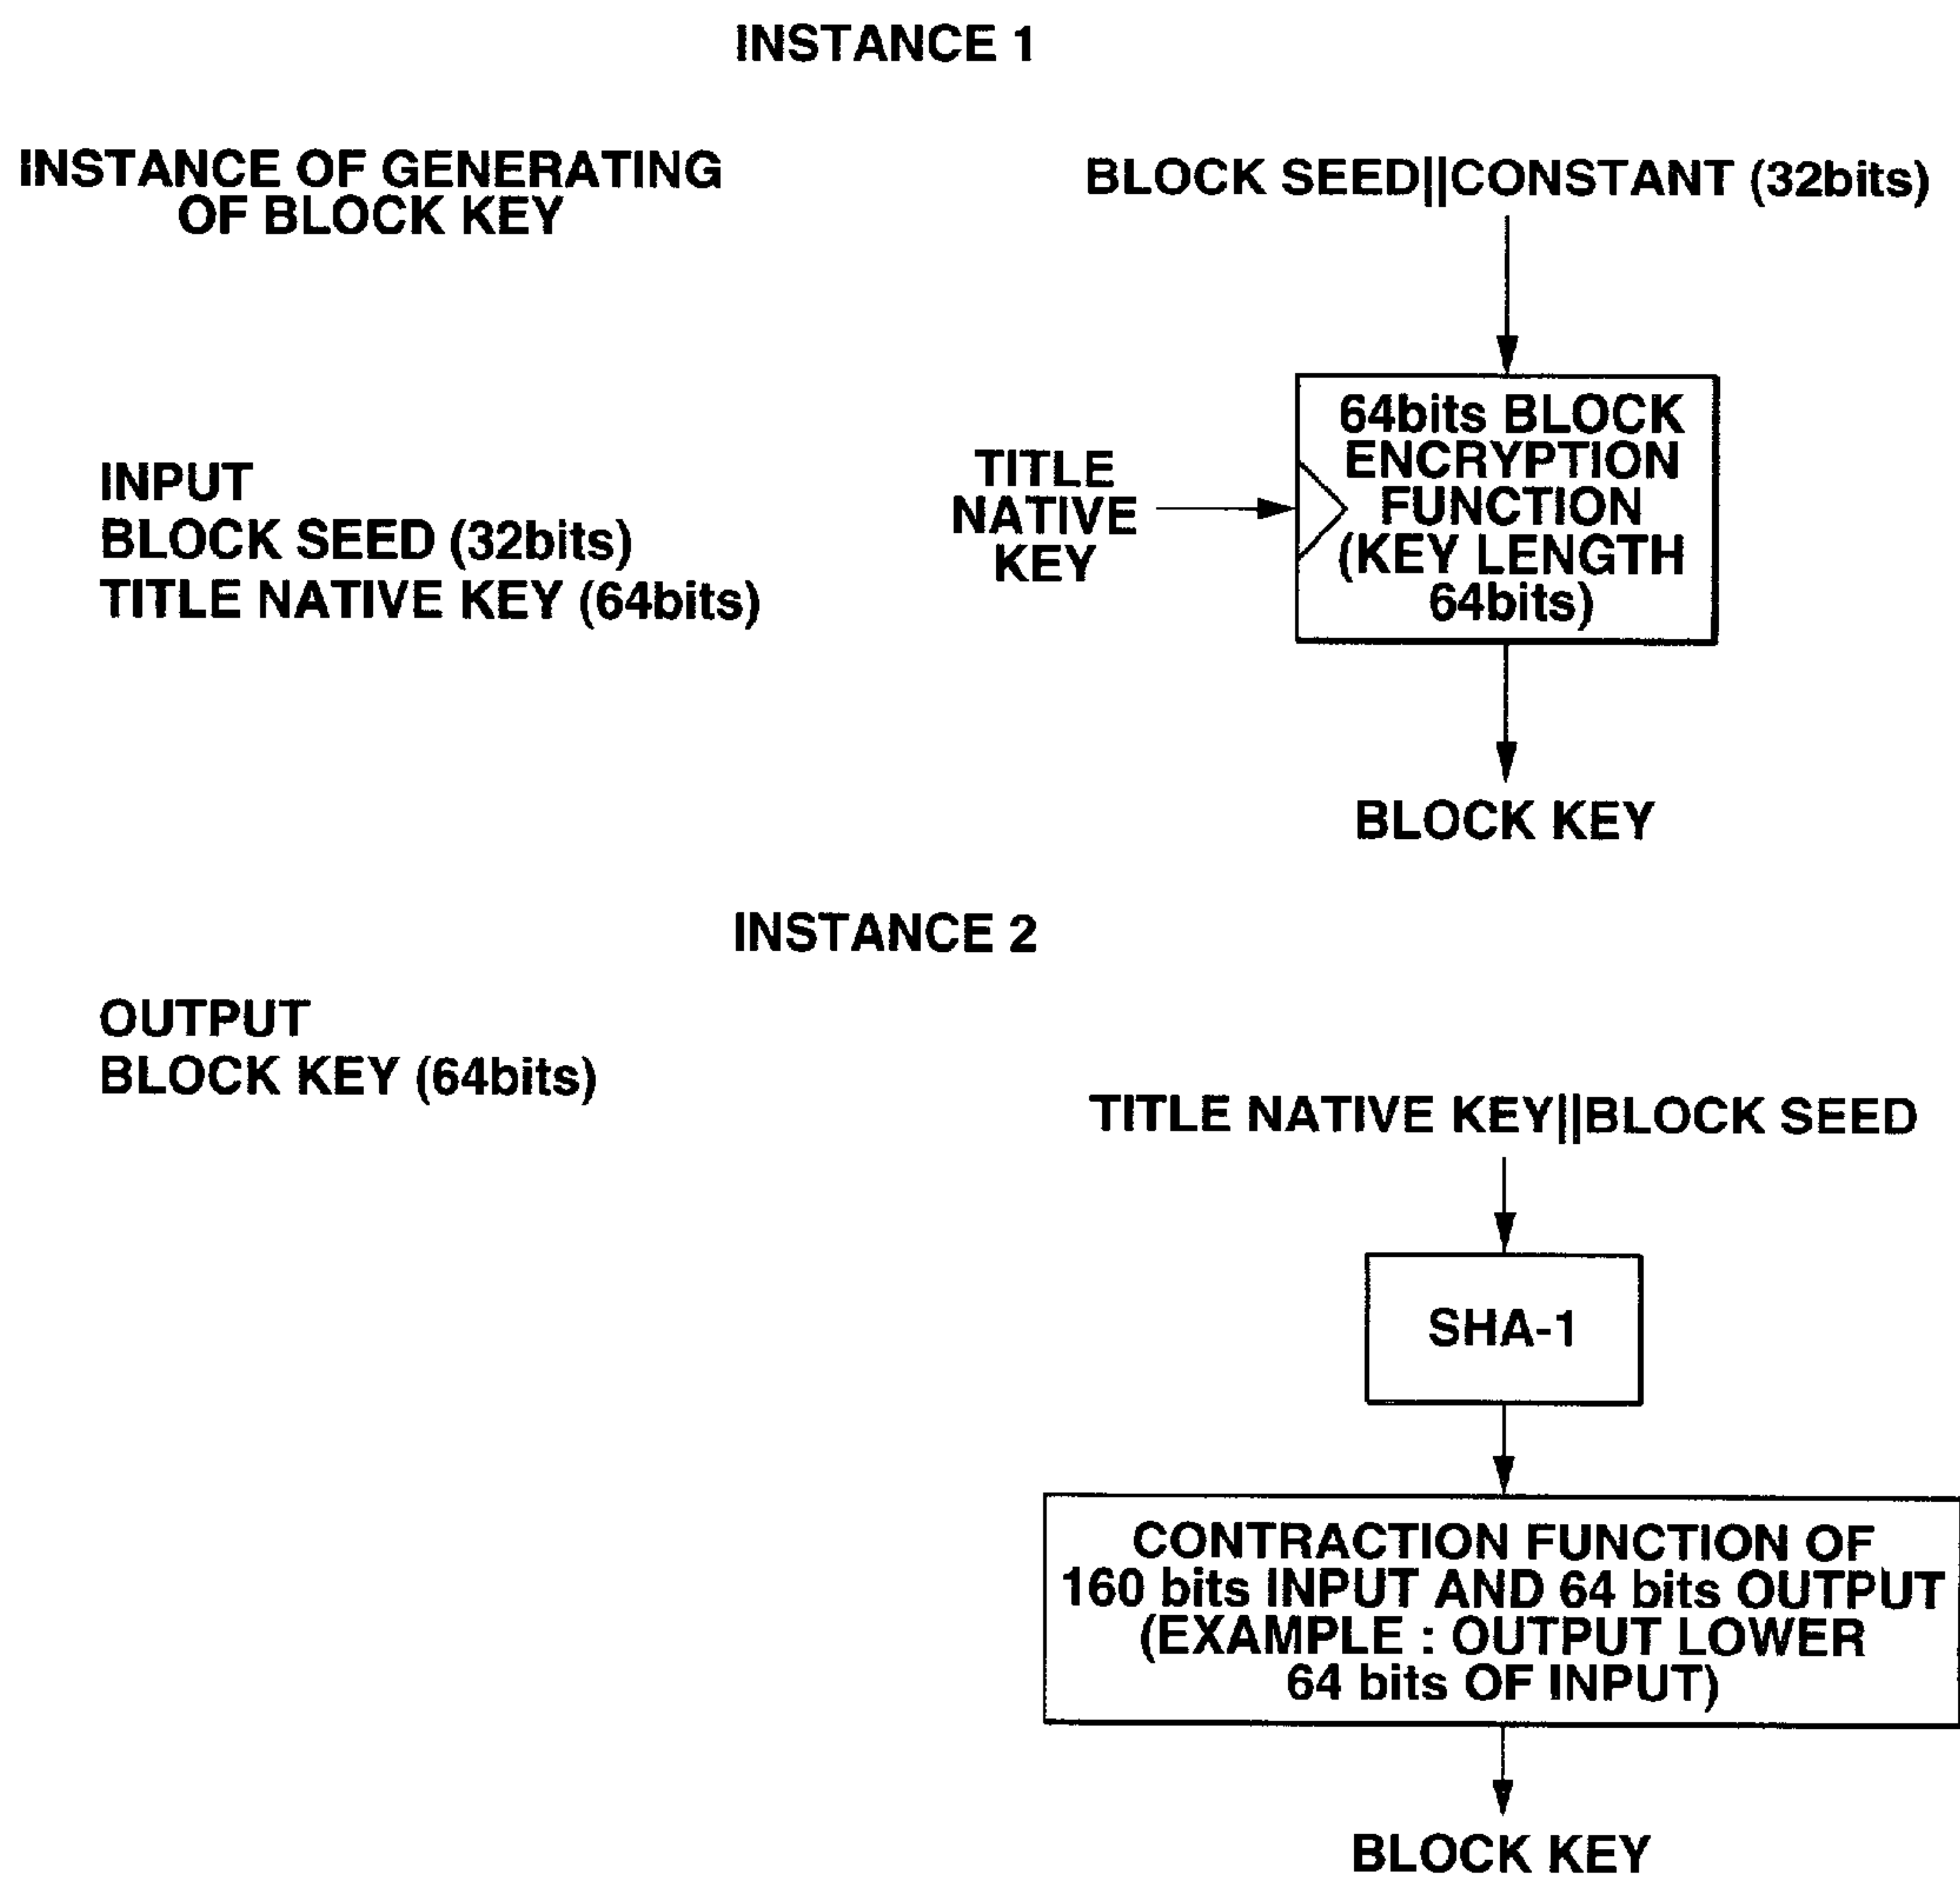 INSTANCE 1
INSTANCE OF GENERATING
OF BLOCK KEY
BLOCK SEED||CONSTANT (32bits)
INPUT
BLOCK SEED (32bits)
TITLE NATIVE KEY (64bits)
TITLE
NATIVE
KEY
64bits BLOCK
ENCRYPTION
FUNCTION
(KEY LENGTH
64bits)
BLOCK KEY
INSTANCE 2
OUTPUT
BLOCK KEY (64bits)
TITLE NATIVE KEY||BLOCK SEED
SHA-1
CONTRACTION FUNCTION OF
160 bits INPUT AND 64 bits OUTPUT
(EXAMPLE : OUTPUT LOWER
64 bits OF INPUT)
BLOCK KEY